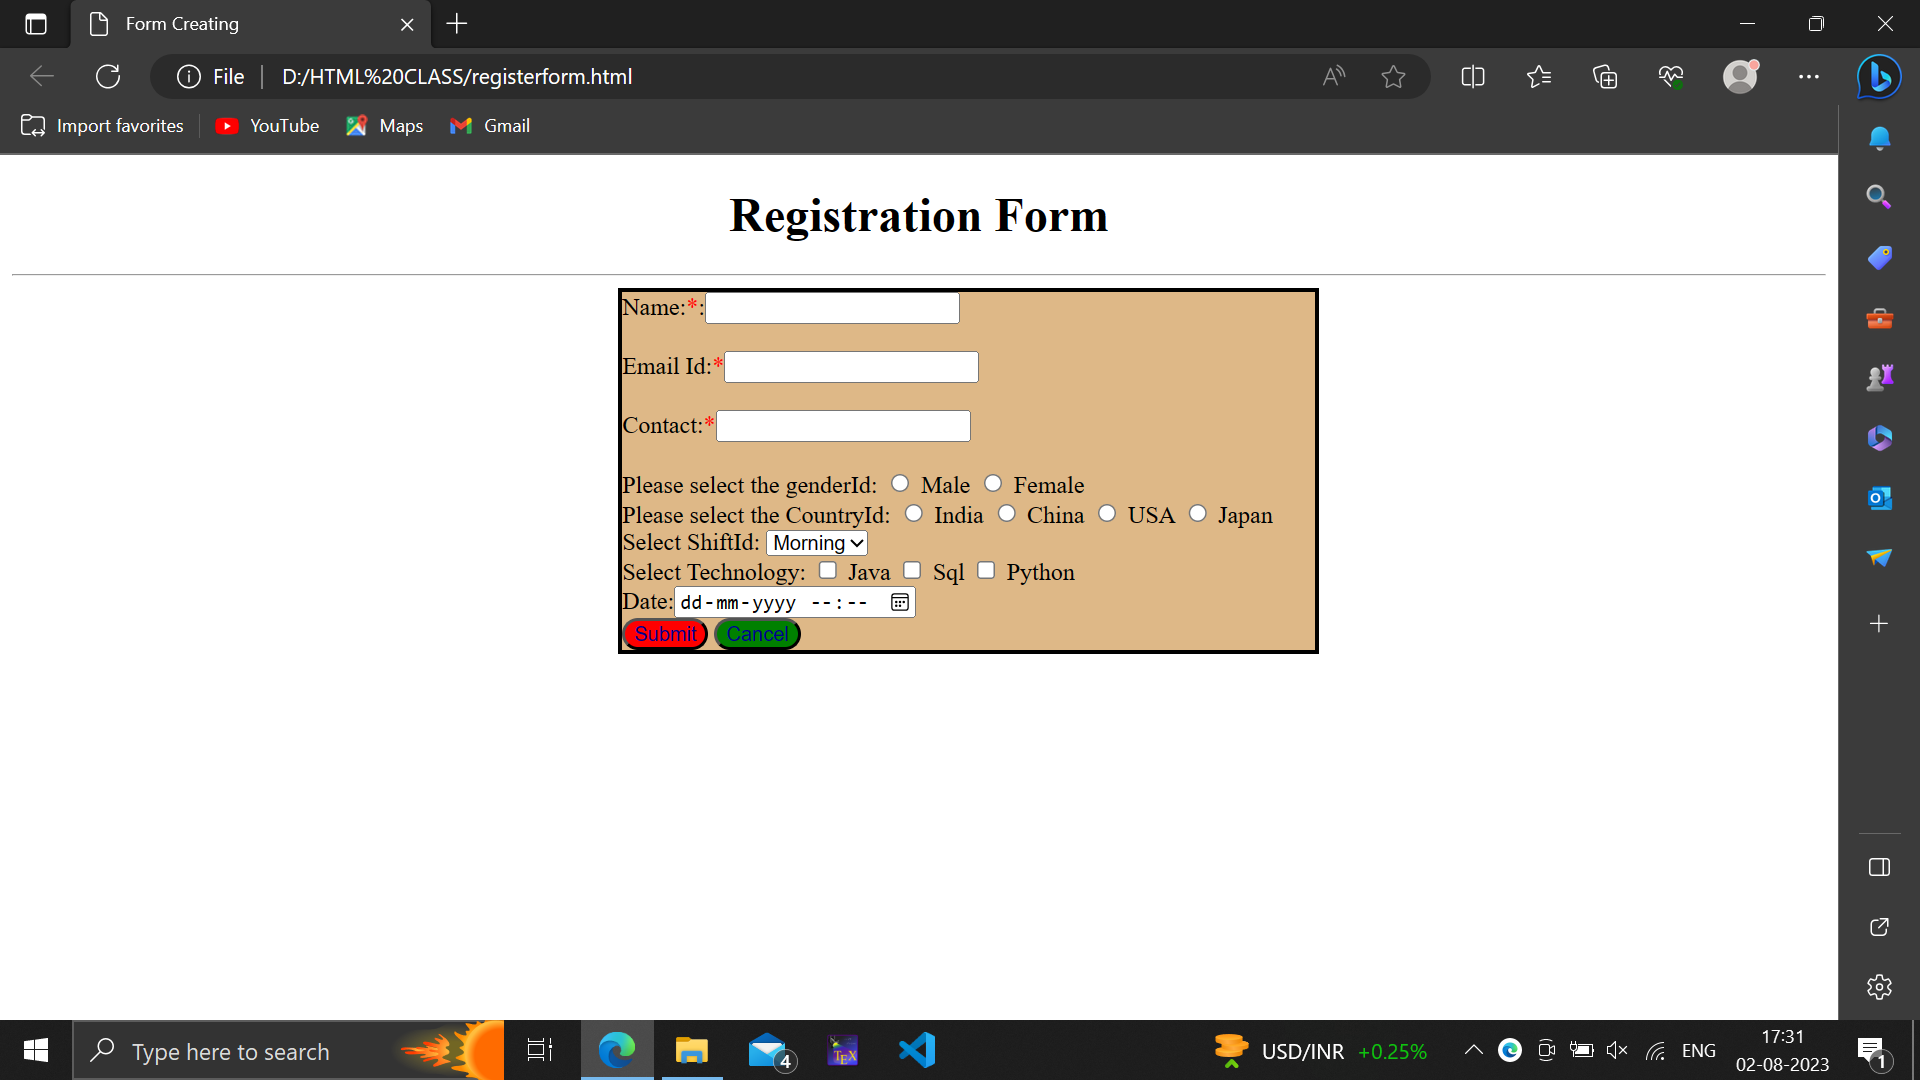 Form Creating
File D:/HTML%20CLASS/registerform.html
Import favorites YouTube Maps Gmail
Registration Form
Name:*:
Email Id:*
Contact:*
Please select the genderId: Male Female
Please select the CountryId: India China USA Japan
Select ShiftId: Morning
Select Technology: Java Sql Python
Date: dd-mm-yyyy --:--
Submit Cancel
Type here to search 4 TEX USD/INR +0.25% ENG 17:31
02-08-2023 1